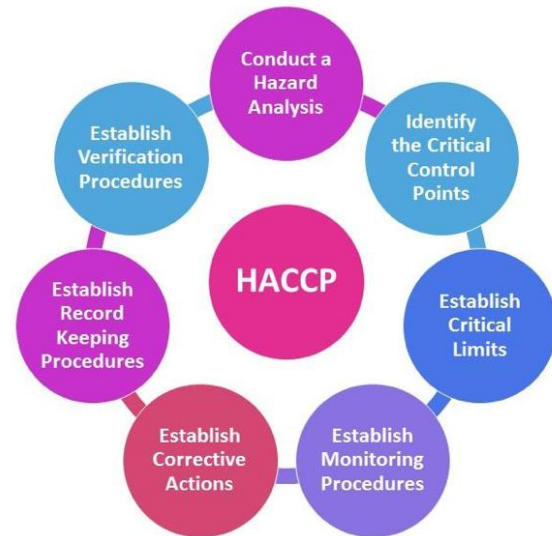 Conduct a
Hazard
Analysis
Identify
the Critical
Control
Points
Establish
Critical
Limits
Establish
Monitoring
Procedures
Establish
Corrective
Actions
Establish
Record
Keeping
Procedures
Establish
Verification
Procedures
HACCP